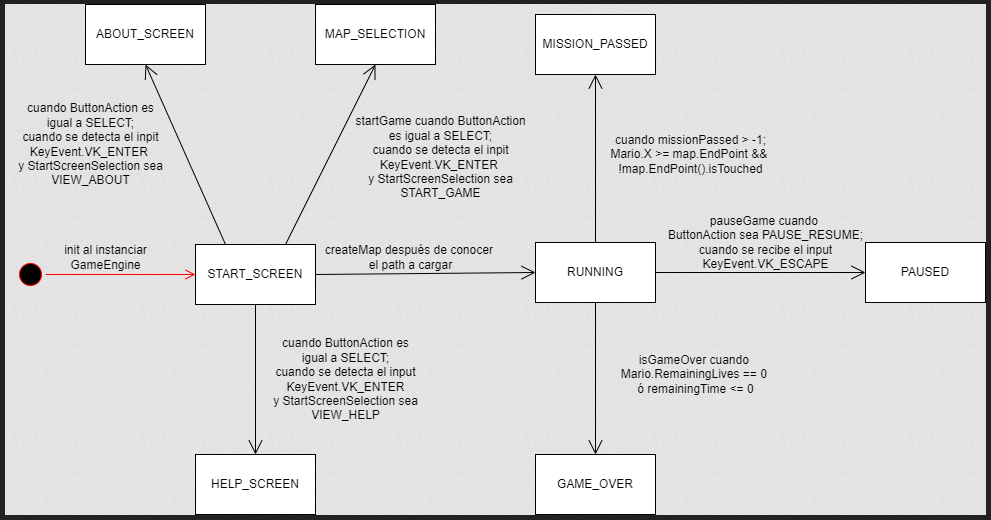 ABOUT_SCREEN
MAP_SELECTION
MISSION_PASSED
cuando ButtonAction es
igual a SELECT;
cuando se detecta el inpit
KeyEvent.VK_ENTER
y StartScreenSelection sea
VIEW_ABOUT
startGame cuando ButtonAction
es igual a SELECT;
cuando se detecta el inpit
KeyEvent.VK_ENTER
y StartScreenSelection sea
START_GAME
cuando missionPassed > -1;
Mario.X >= map.EndPoint &&
!map.EndPoint().isTouched
init al instanciar
GameEngine
START_SCREEN
createMap después de conocer
el path a cargar
RUNNING
pauseGame cuando
ButtonAction sea PAUSE_RESUME;
cuando se recibe el input
KeyEvent.VK_ESCAPE
PAUSED
cuando ButtonAction es
igual a SELECT;
cuando se detecta el input
KeyEvent.VK_ENTER
y StartScreenSelection sea
VIEW_HELP
isGameOver cuando
Mario.RemainingLives == 0
ó remainingTime <= 0
HELP_SCREEN
GAME_OVER